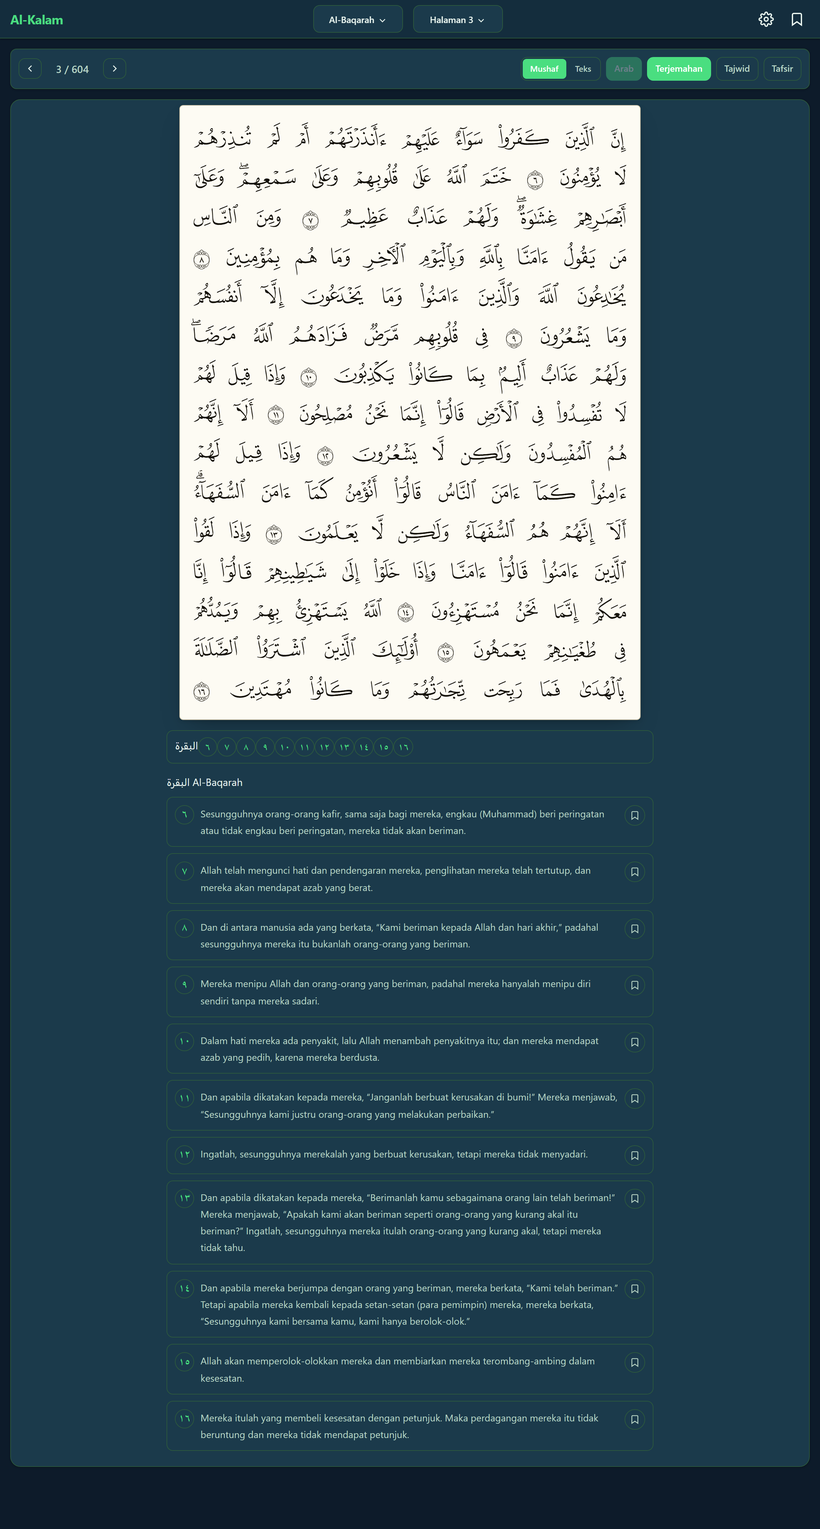 Al-Kalam
Al-Baqarah
Halaman 3
3 / 604
Mushaf
Teks
Arab
Terjemahan
Tajwid
Tafsir
إِنَّ ٱلَّذِينَ كَفَرُوا۟ سَوَآءٌ عَلَيْهِمْ ءَأَنذَرْتَهُمْ أَمْ لَمْ تُنذِرْهُمْ
لَا يُؤْمِنُونَ ٦ خَتَمَ ٱللَّهُ عَلَىٰ قُلُوبِهِمْ وَعَلَىٰ سَمْعِهِمْ ۖ وَعَلَىٰٓ
أَبْصَـٰرِهِمْ غِشَـٰوَةٌ ۖ وَلَهُمْ عَذَابٌ عَظِيمٌ ٧ وَمِنَ ٱلنَّاسِ
مَن يَقُولُ ءَامَنَّا بِٱللَّهِ وَبِٱلْيَوْمِ ٱلْـَٔاخِرِ وَمَا هُم بِمُؤْمِنِينَ ٨
يُخَـٰدِعُونَ ٱللَّهَ وَٱلَّذِينَ ءَامَنُوا۟ وَمَا يَخْدَعُونَ إِلَّآ أَنفُسَهُمْ
وَمَا يَشْعُرُونَ ٩ فِى قُلُوبِهِم مَّرَضٌ فَزَادَهُمُ ٱللَّهُ مَرَضًا ۖ
وَلَهُمْ عَذَابٌ أَلِيمٌۢ بِمَا كَانُوا۟ يَكْذِبُونَ ١٠ وَإِذَا قِيلَ لَهُمْ
لَا تُفْسِدُوا۟ فِى ٱلْأَرْضِ قَالُوٓا۟ إِنَّمَا نَحْنُ مُصْلِحُونَ ١١ أَلَآ إِنَّهُمْ
هُمُ ٱلْمُفْسِدُونَ وَلَـٰكِن لَّا يَشْعُرُونَ ١٢ وَإِذَا قِيلَ لَهُمْ
ءَامِنُوا۟ كَمَآ ءَامَنَ ٱلنَّاسُ قَالُوٓا۟ أَنُؤْمِنُ كَمَآ ءَامَنَ ٱلسُّفَهَآءُ ۗ
أَلَآ إِنَّهُمْ هُمُ ٱلسُّفَهَآءُ وَلَـٰكِن لَّا يَعْلَمُونَ ١٣ وَإِذَا لَقُوا۟
ٱلَّذِينَ ءَامَنُوا۟ قَالُوٓا۟ ءَامَنَّا وَإِذَا خَلَوْا۟ إِلَىٰ شَيَـٰطِينِهِمْ قَالُوٓا۟ إِنَّا
مَعَكُمْ إِنَّمَا نَحْنُ مُسْتَهْزِءُونَ ١٤ ٱللَّهُ يَسْتَهْزِئُ بِهِمْ وَيَمُدُّهُمْ
فِى طُغْيَـٰنِهِمْ يَعْمَهُونَ ١٥ أُو۟لَـٰٓئِكَ ٱلَّذِينَ ٱشْتَرَوُا۟ ٱلضَّلَـٰلَةَ
بِٱلْهُدَىٰ فَمَا رَبِحَت تِّجَـٰرَتُهُمْ وَمَا كَانُوا۟ مُهْتَدِينَ ١٦
البقرة ٦ ٧ ٨ ٩ ١٠ ١١ ١٢ ١٣ ١٤ ١٥ ١٦
البقرة Al-Baqarah
٦ Sesungguhnya orang-orang kafir, sama saja bagi mereka, engkau (Muhammad) beri peringatan
atau tidak engkau beri peringatan, mereka tidak akan beriman.
٧ Allah telah mengunci hati dan pendengaran mereka, penglihatan mereka telah tertutup, dan
mereka akan mendapat azab yang berat.
٨ Dan di antara manusia ada yang berkata, “Kami beriman kepada Allah dan hari akhir,” padahal
sesungguhnya mereka itu bukanlah orang-orang yang beriman.
٩ Mereka menipu Allah dan orang-orang yang beriman, padahal mereka hanyalah menipu diri
sendiri tanpa mereka sadari.
١٠ Dalam hati mereka ada penyakit, lalu Allah menambah penyakitnya itu; dan mereka mendapat
azab yang pedih, karena mereka berdusta.
١١ Dan apabila dikatakan kepada mereka, “Janganlah berbuat kerusakan di bumi!” Mereka menjawab,
“Sesungguhnya kami justru orang-orang yang melakukan perbaikan.”
١٢ Ingatlah, sesungguhnya merekalah yang berbuat kerusakan, tetapi mereka tidak menyadari.
١٣ Dan apabila dikatakan kepada mereka, “Berimanlah kamu sebagaimana orang lain telah beriman!”
Mereka menjawab, “Apakah kami akan beriman seperti orang-orang yang kurang akal itu
beriman?” Ingatlah, sesungguhnya mereka itulah orang-orang yang kurang akal, tetapi mereka
tidak tahu.
١٤ Dan apabila mereka berjumpa dengan orang yang beriman, mereka berkata, “Kami telah beriman.”
Tetapi apabila mereka kembali kepada setan-setan (para pemimpin) mereka, mereka berkata,
“Sesungguhnya kami bersama kamu, kami hanya berolok-olok.”
١٥ Allah akan memperolok-olokkan mereka dan membiarkan mereka terombang-ambing dalam
kesesatan.
١٦ Mereka itulah yang membeli kesesatan dengan petunjuk. Maka perdagangan mereka itu tidak
beruntung dan mereka tidak mendapat petunjuk.